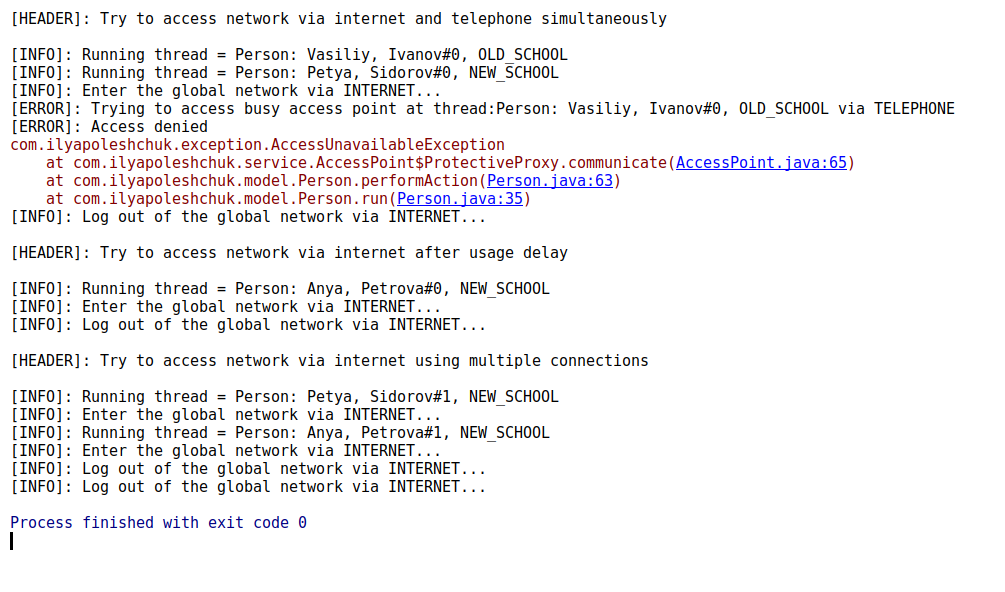 [HEADER]: Try to access network via internet and telephone simultaneously
[INFO]: Running thread = Person: Vasiliy, Ivanov#0, OLD_SCHOOL
[INFO]: Running thread = Person: Petya, Sidorov#0, NEW_SCHOOL
[INFO]: Enter the global network via INTERNET...
[ERROR]: Trying to access busy access point at thread:Person: Vasiliy, Ivanov#0, OLD_SCHOOL via TELEPHONE
[ERROR]: Access denied
com.ilyapoleshchuk.exception.AccessUnavailableException
    at com.ilyapoleshchuk.service.AccessPoint$ProtectiveProxy.communicate(AccessPoint.java:65)
    at com.ilyapoleshchuk.model.Person.performAction(Person.java:63)
    at com.ilyapoleshchuk.model.Person.run(Person.java:35)
[INFO]: Log out of the global network via INTERNET...
[HEADER]: Try to access network via internet after usage delay
[INFO]: Running thread = Person: Anya, Petrova#0, NEW_SCHOOL
[INFO]: Enter the global network via INTERNET...
[INFO]: Log out of the global network via INTERNET...
[HEADER]: Try to access network via internet using multiple connections
[INFO]: Running thread = Person: Petya, Sidorov#1, NEW_SCHOOL
[INFO]: Enter the global network via INTERNET...
[INFO]: Running thread = Person: Anya, Petrova#1, NEW_SCHOOL
[INFO]: Enter the global network via INTERNET...
[INFO]: Log out of the global network via INTERNET...
[INFO]: Log out of the global network via INTERNET...
Process finished with exit code 0